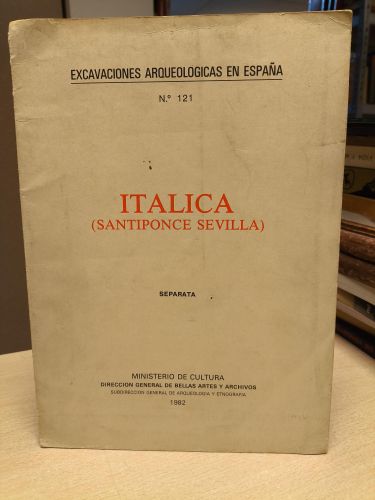 EXCAVACIONES ARQUEOLOGICAS EN ESPAÑA
N.º 121
ITALICA
(SANTIPONCE SEVILLA)
SEPARATA
MINISTERIO DE CULTURA
DIRECCION GENERAL DE BELLAS ARTES Y ARCHIVOS
SUBDIRECCION GENERAL DE ARQUEOLOGIA Y ETNOGRAFIA
1982